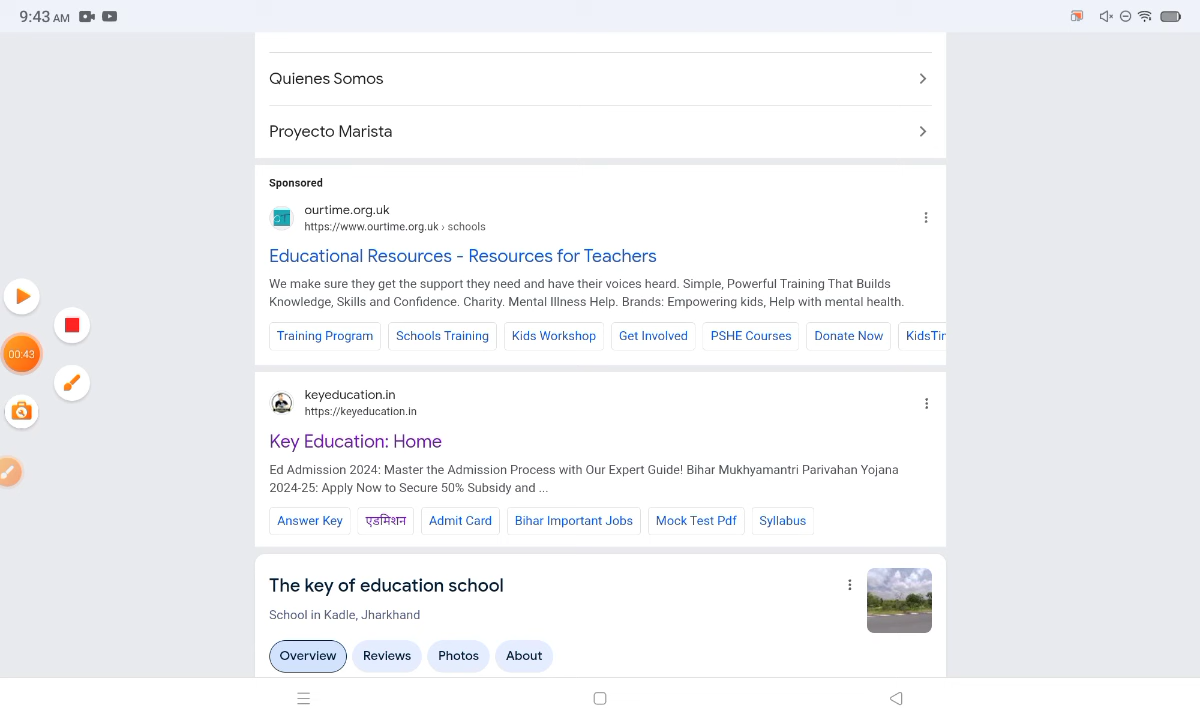 9:43 AM
Quienes Somos
Proyecto Marista
Sponsored
ourtime.org.uk
https://www.ourtime.org.uk › schools
Educational Resources - Resources for Teachers
We make sure they get the support they need and have their voices heard. Simple, Powerful Training That Builds
Knowledge, Skills and Confidence. Charity. Mental Illness Help. Brands: Empowering kids, Help with mental health.
Training Program Schools Training Kids Workshop Get Involved PSHE Courses Donate Now KidsTir
00:43
keyeducation.in
https://keyeducation.in
Key Education: Home
Ed Admission 2024: Master the Admission Process with Our Expert Guide! Bihar Mukhyamantri Parivahan Yojana
2024-25: Apply Now to Secure 50% Subsidy and ...
Answer Key एडमिशन Admit Card Bihar Important Jobs Mock Test Pdf Syllabus
The key of education school
School in Kadle, Jharkhand
Overview Reviews Photos About